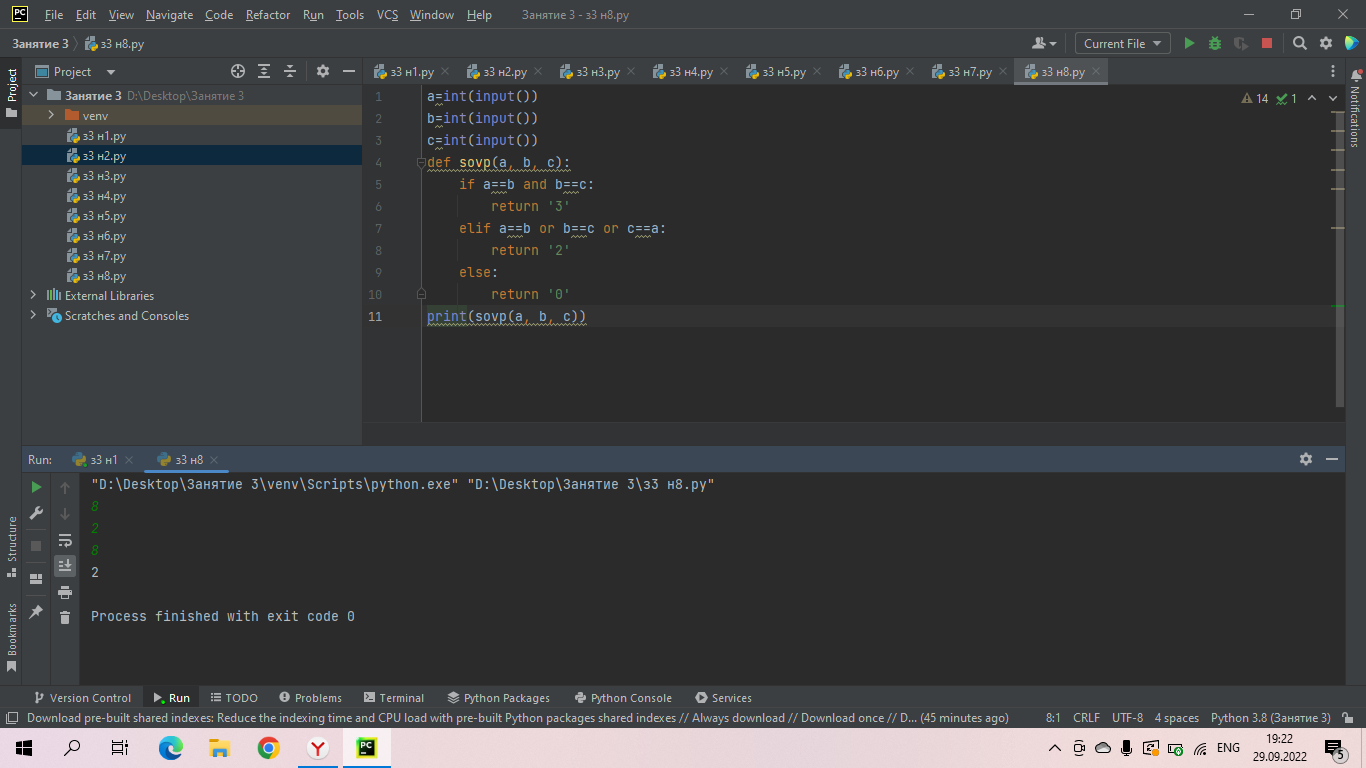 PC File Edit View Navigate Code Refactor Run Tools VCS Window Help Занятие 3 - з3 н8.py
Занятие 3 з3 н8.py Current File
Project з3 н1.py з3 н2.py з3 н3.py з3 н4.py з3 н5.py з3 н6.py з3 н7.py з3 н8.py
Project
Notifications
Занятие 3 D:\Desktop\Занятие 3
venv
з3 н1.py
з3 н2.py
з3 н3.py
з3 н4.py
з3 н5.py
з3 н6.py
з3 н7.py
з3 н8.py
External Libraries
Scratches and Consoles
14 1
1 a=int(input())
2 b=int(input())
3 c=int(input())
4 def sovp(a, b, c):
5     if a==b and b==c:
6         return '3'
7     elif a==b or b==c or c==a:
8         return '2'
9     else:
10         return '0'
11 print(sovp(a, b, c))
Run: з3 н1 з3 н8
"D:\Desktop\Занятие 3\venv\Scripts\python.exe" "D:\Desktop\Занятие 3\з3 н8.py"
8
2
8
2
Process finished with exit code 0
Structure
Bookmarks
Version Control Run TODO Problems Terminal Python Packages Python Console Services
Download pre-built shared indexes: Reduce the indexing time and CPU load with pre-built Python packages shared indexes // Always download // Download once // D... (45 minutes ago) 8:1 CRLF UTF-8 4 spaces Python 3.8 (Занятие 3)
PC ENG 19:22
29.09.2022 5